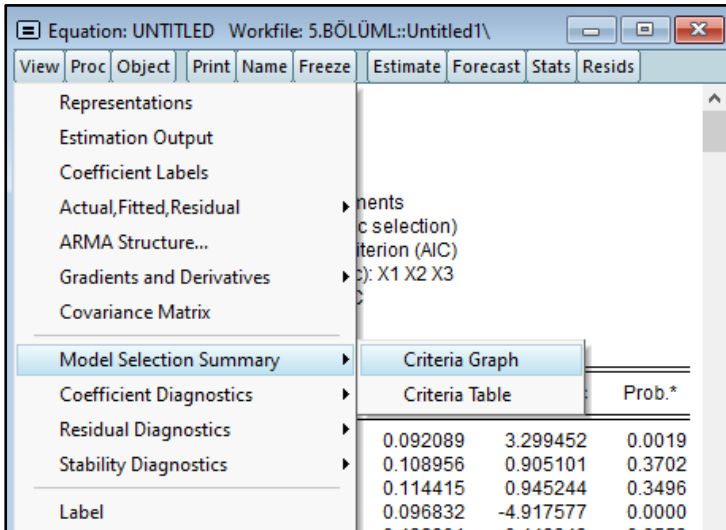 Equation: UNTITLED Workfile: 5.BÖLÜML::Untitled1\
View Proc Object Print Name Freeze Estimate Forecast Stats Resids
Representations
Estimation Output
Coefficient Labels
Actual,Fitted,Residual
ARMA Structure...
Gradients and Derivatives
Covariance Matrix
Model Selection Summary
Coefficient Diagnostics
Residual Diagnostics
Stability Diagnostics
Label
Criteria Graph
Criteria Table
c selection)
(AIC)
X1 X2 X3
Prob.*
0.092089 3.299452 0.0019
0.108956 0.905101 0.3702
0.114415 0.945244 0.3496
0.096832 -4.917577 0.0000